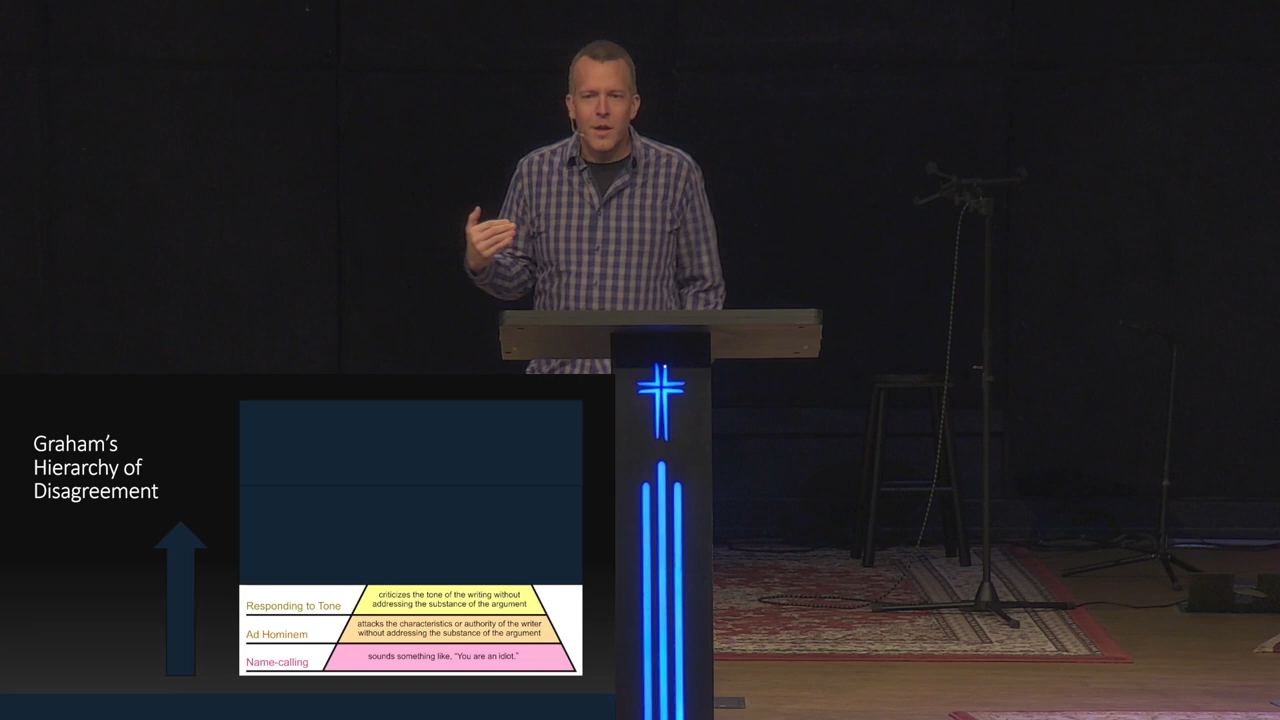 Graham's
Hierarchy of
Disagreement
Responding to Tone
criticizes the tone of the writing without
addressing the substance of the argument
Ad Hominem
attacks the characteristics or authority of the writer
without addressing the substance of the argument
Name-calling
sounds something like, "You are an idiot."